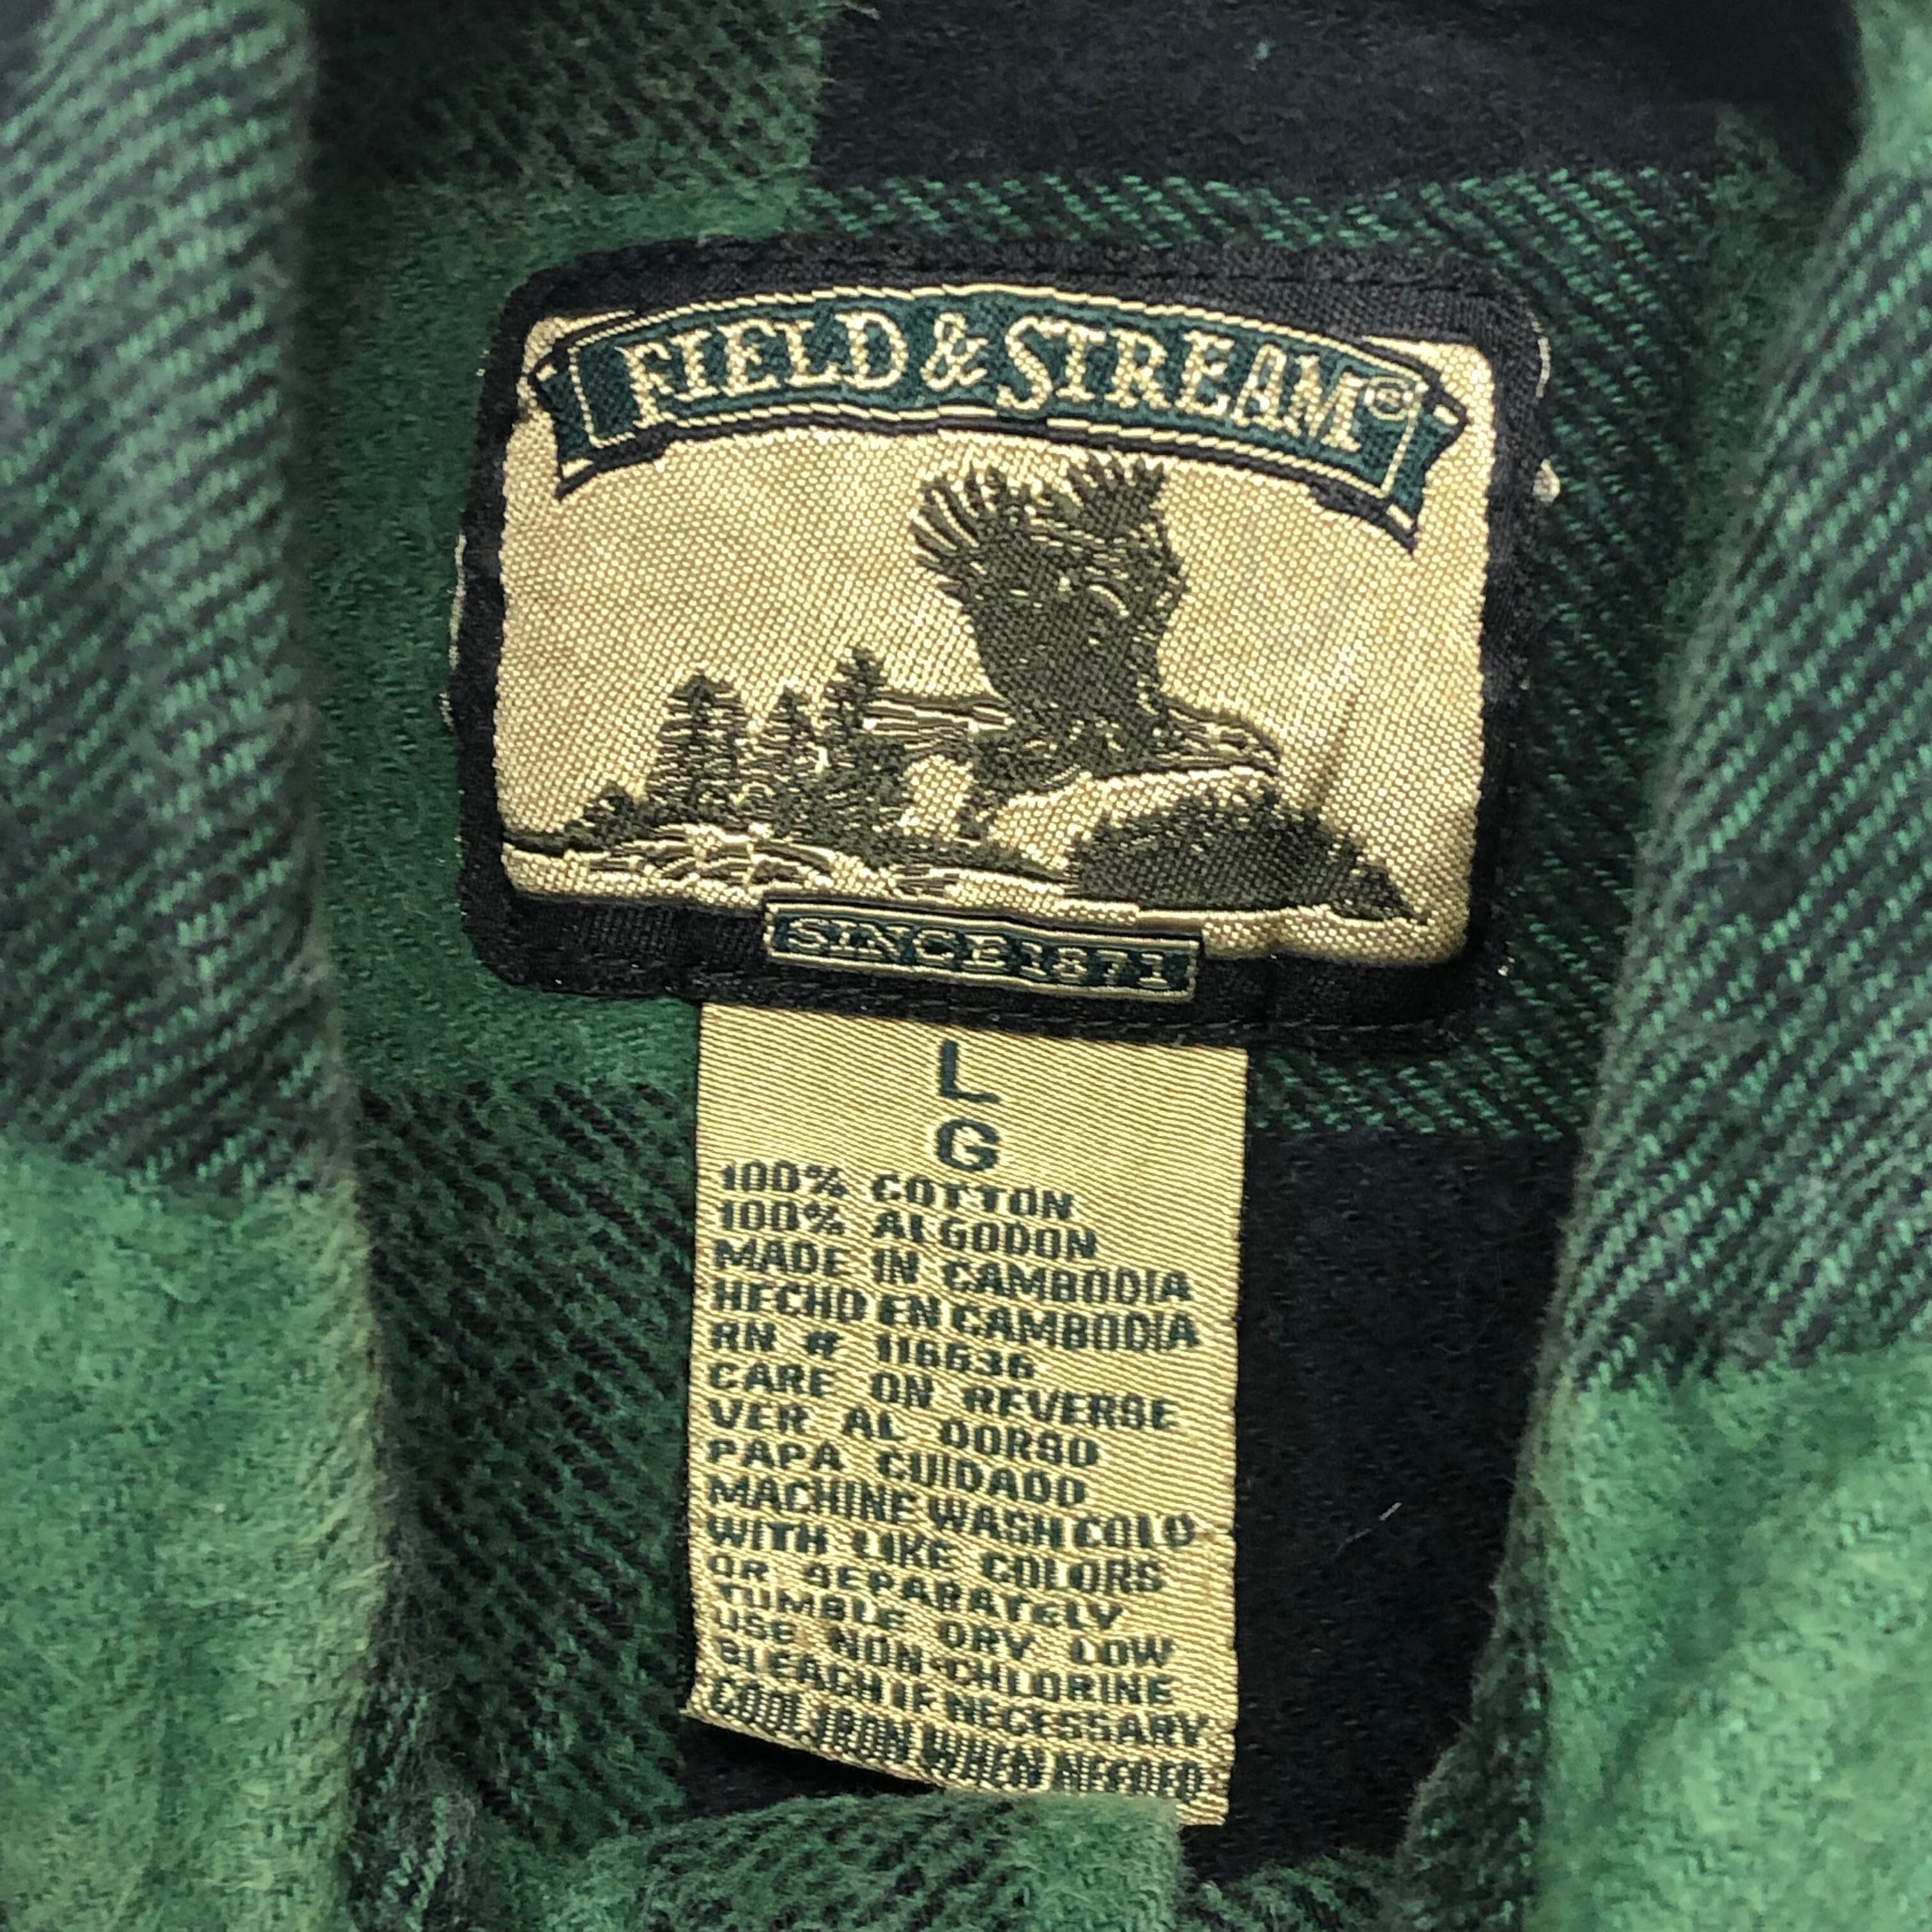 FIELD & STREAM®
SINCE 1871
L
G
100% COTTON
100% ALGODON
MADE IN CAMBODIA
HECHO EN CAMBODIA
RN # 116636
CARE ON REVERSE
VER AL DORSO
PAPA CUIDADO
MACHINE WASH COLD
WITH LIKE COLORS
OR SEPARATELY
TUMBLE DRY LOW
USE NON-CHLORINE
BLEACH IF NECESSARY
COOL IRON WHEN NEEDED